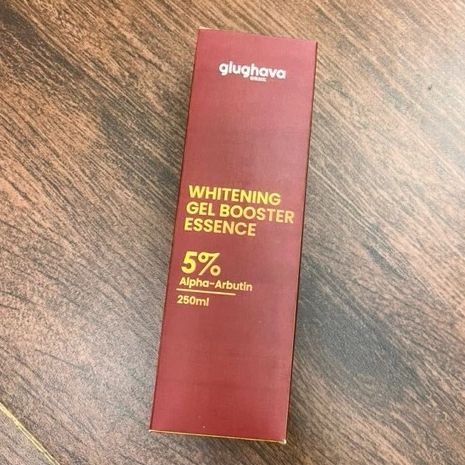 glughava
WHITENING
GEL BOOSTER
ESSENCE
5%
Alpha-Arbutin
250ml